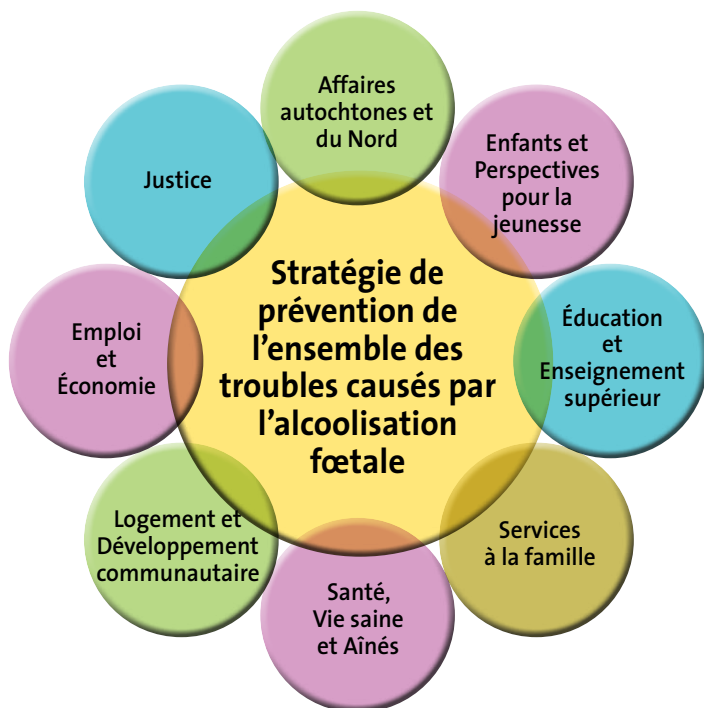 Affaires
autochtones et
du Nord
Enfants et
Perspectives
pour la
jeunesse
Justice
Stratégie de
prévention de
l'ensemble des
troubles causés par
l'alcoolisation
fœtale
Éducation
et
Enseignement
supérieur
Emploi
et
Économie
Services
à la famille
Logement et
Développement
communautaire
Santé,
Vie saine
et Aînés